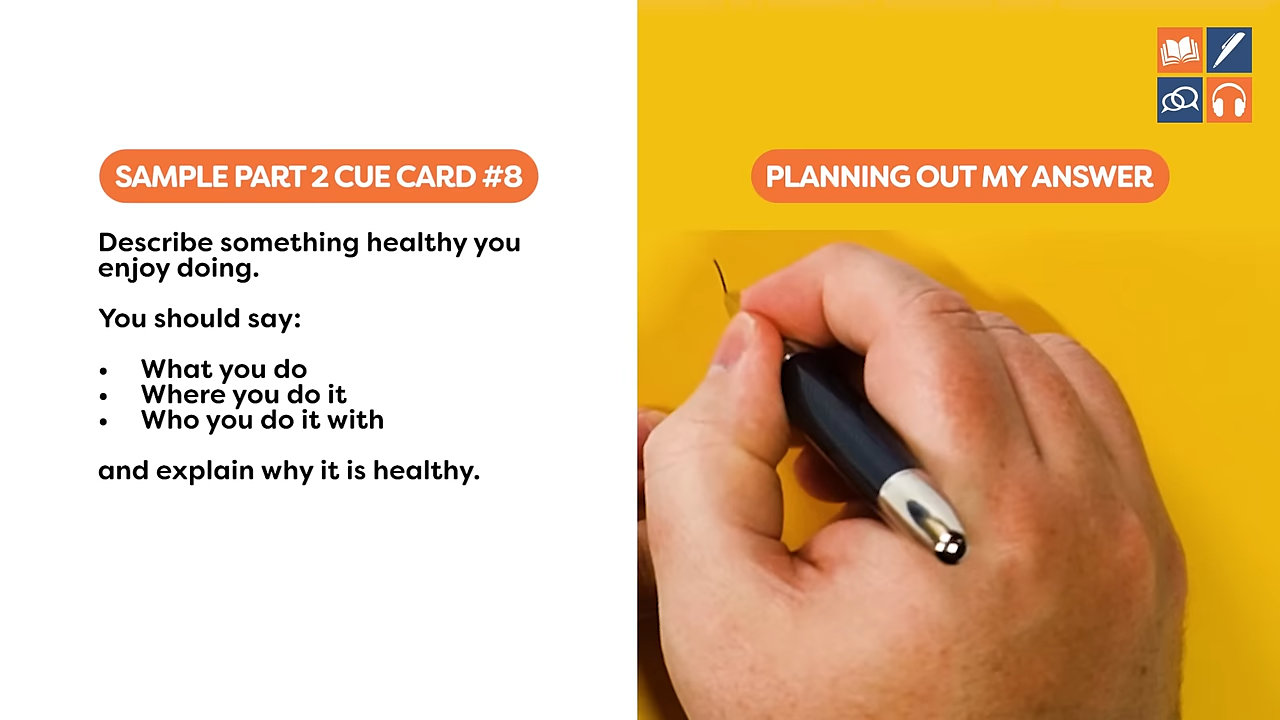 SAMPLE PART 2 CUE CARD #8
Describe something healthy you
enjoy doing.
You should say:
• What you do
• Where you do it
• Who you do it with
and explain why it is healthy.
PLANNING OUT MY ANSWER